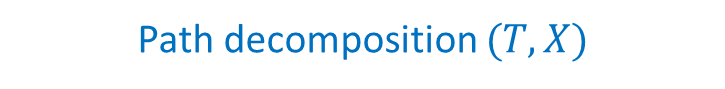 Path decomposition (T, X)